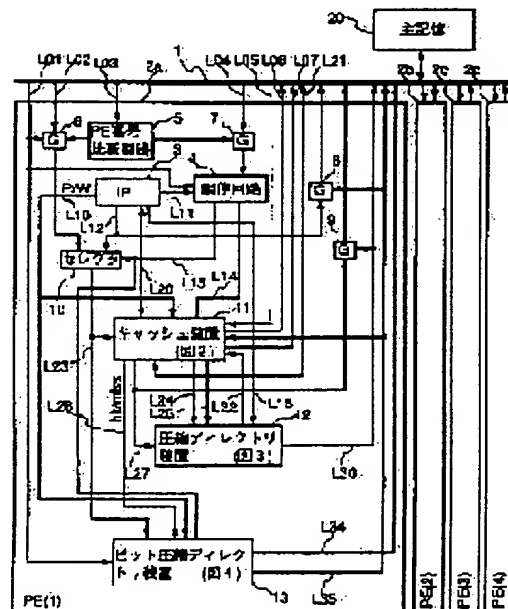 20
主記憶
L01
L02
L03
2a
1
L04
L05
L06
L07
L21
2b
2c
6
G
PE番号
比較回路
5
7
G
3
4
IP
制御回路
R/W
L10
L11
L12
8
G
9
G
セレクタ
10
L13
L20
L14
11
キャッシュ装置
(図2)
L23
L26
hit/miss
L24
L25
L22
12
圧縮ディレクトリ
装置 (図3)
L27
L30
ビット圧縮ディレク
トリ装置 (図4)
L34
L35
13
PE(1)
PE(2)
PE(3)
PE(4)